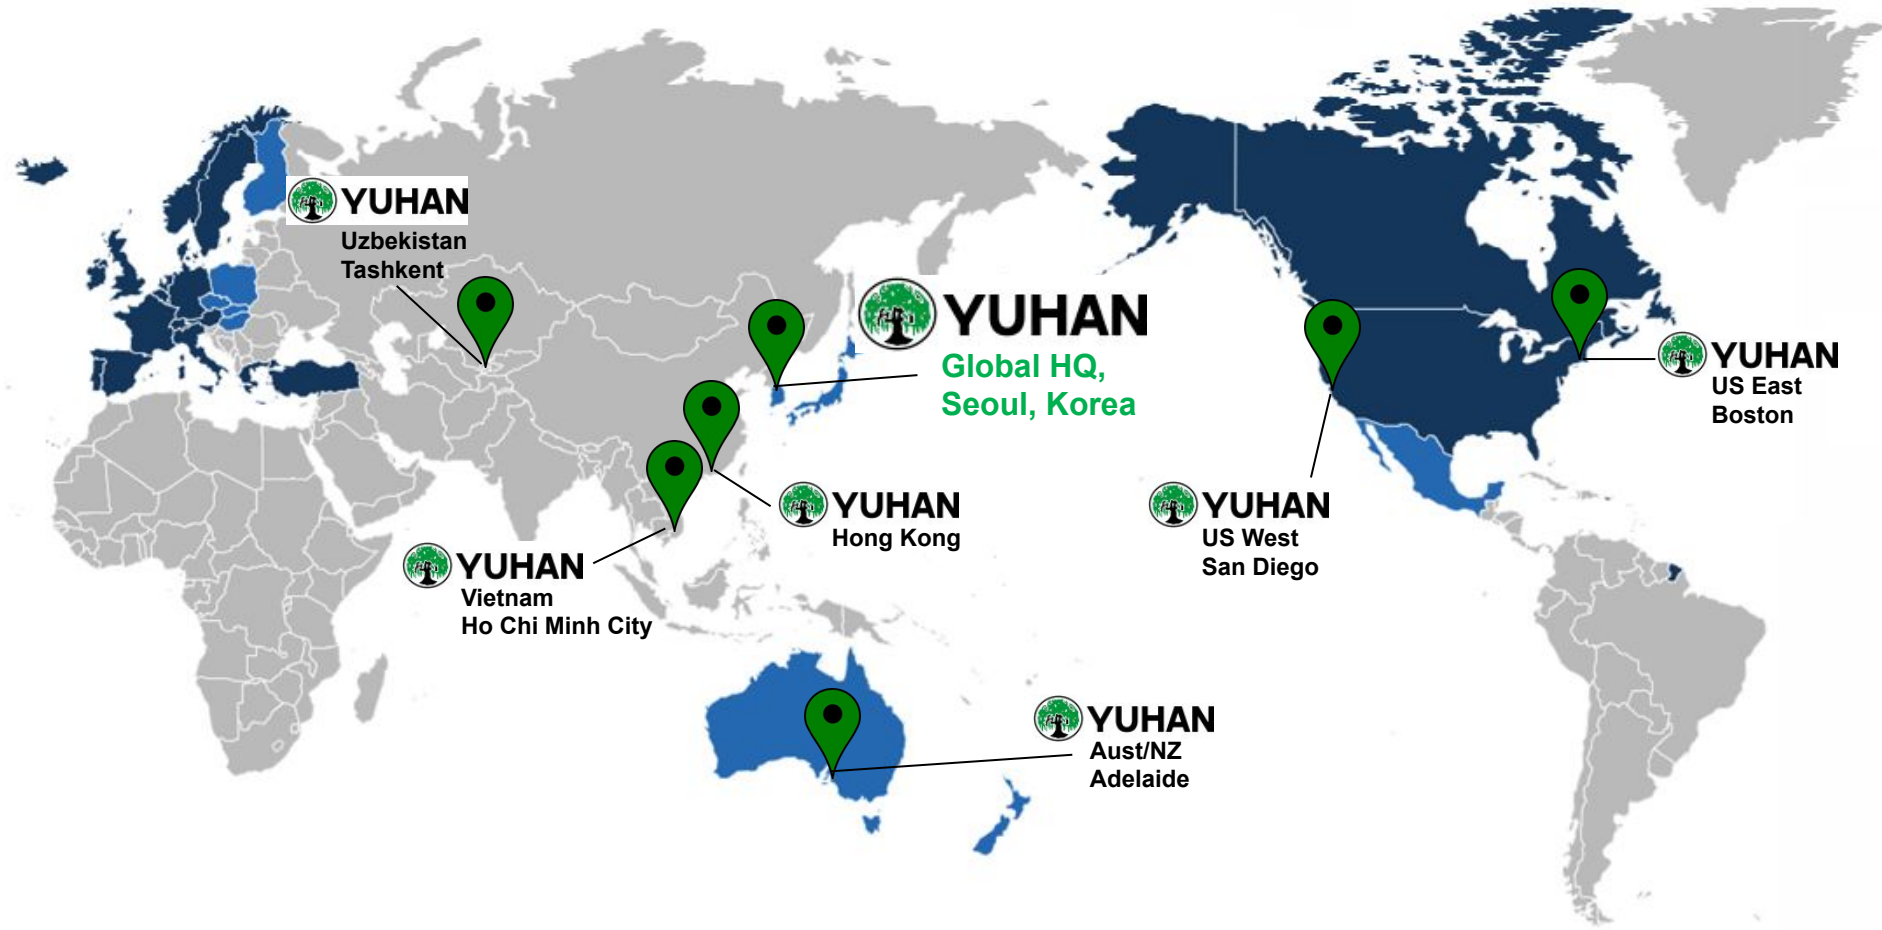 YUHAN
Uzbekistan
Tashkent
YUHAN
Global HQ,
Seoul, Korea
YUHAN
US East
Boston
YUHAN
Hong Kong
YUHAN
US West
San Diego
YUHAN
Vietnam
Ho Chi Minh City
YUHAN
Aust/NZ
Adelaide